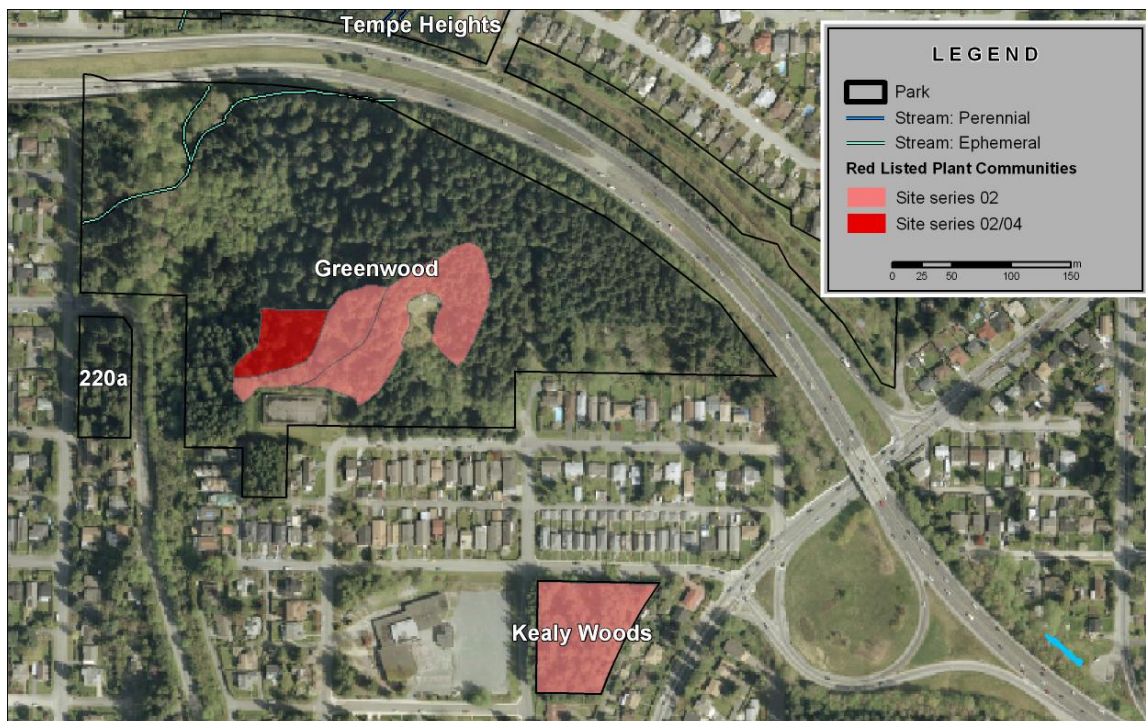 Tempe Heights
LEGEND
Park
Stream: Perennial
Stream: Ephemeral
Red Listed Plant Communities
Site series 02
Site series 02/04
m
0 25 50 100 150
Greenwood
220a
Kealy Woods